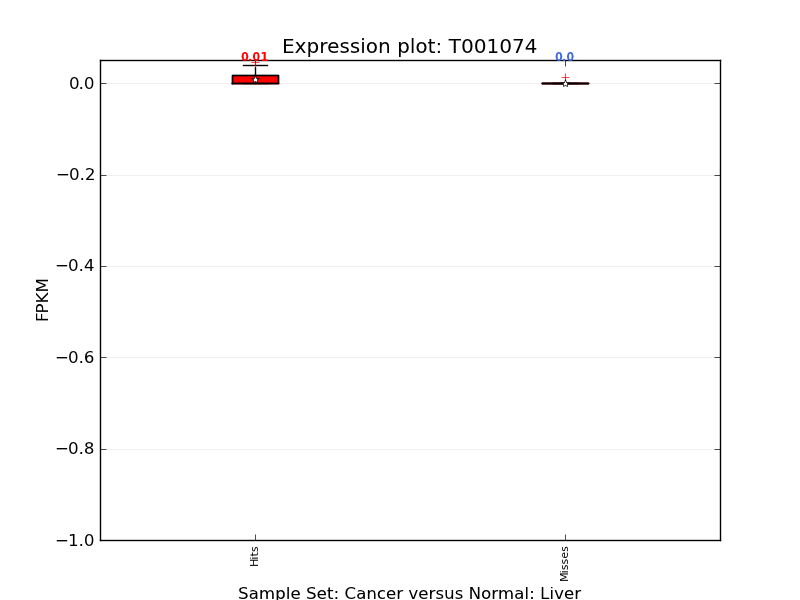 Expression plot: T001074
0.01
0.0
0.0
−0.2
−0.4
−0.6
−0.8
−1.0
FPKM
Hits
Misses
Sample Set: Cancer versus Normal: Liver